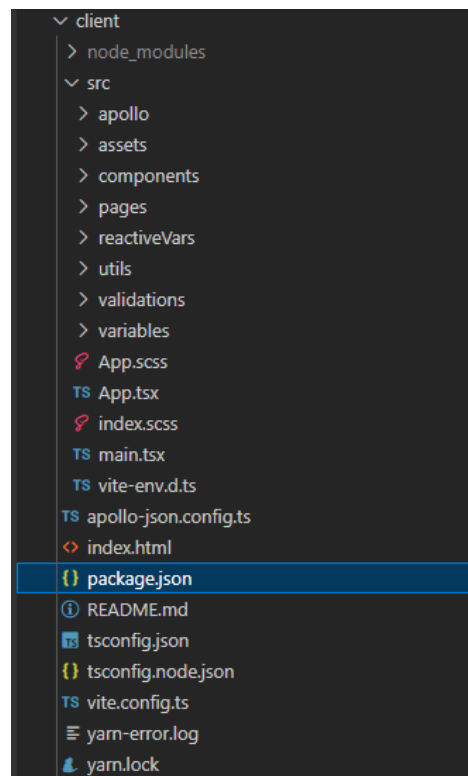 client
node_modules
src
apollo
assets
components
pages
reactiveVars
utils
validations
variables
App.scss
TS App.tsx
index.scss
TS main.tsx
TS vite-env.d.ts
TS apollo-json.config.ts
<> index.html
{} package.json
README.md
TS tsconfig.json
{} tsconfig.node.json
TS vite.config.ts
yarn-error.log
yarn.lock